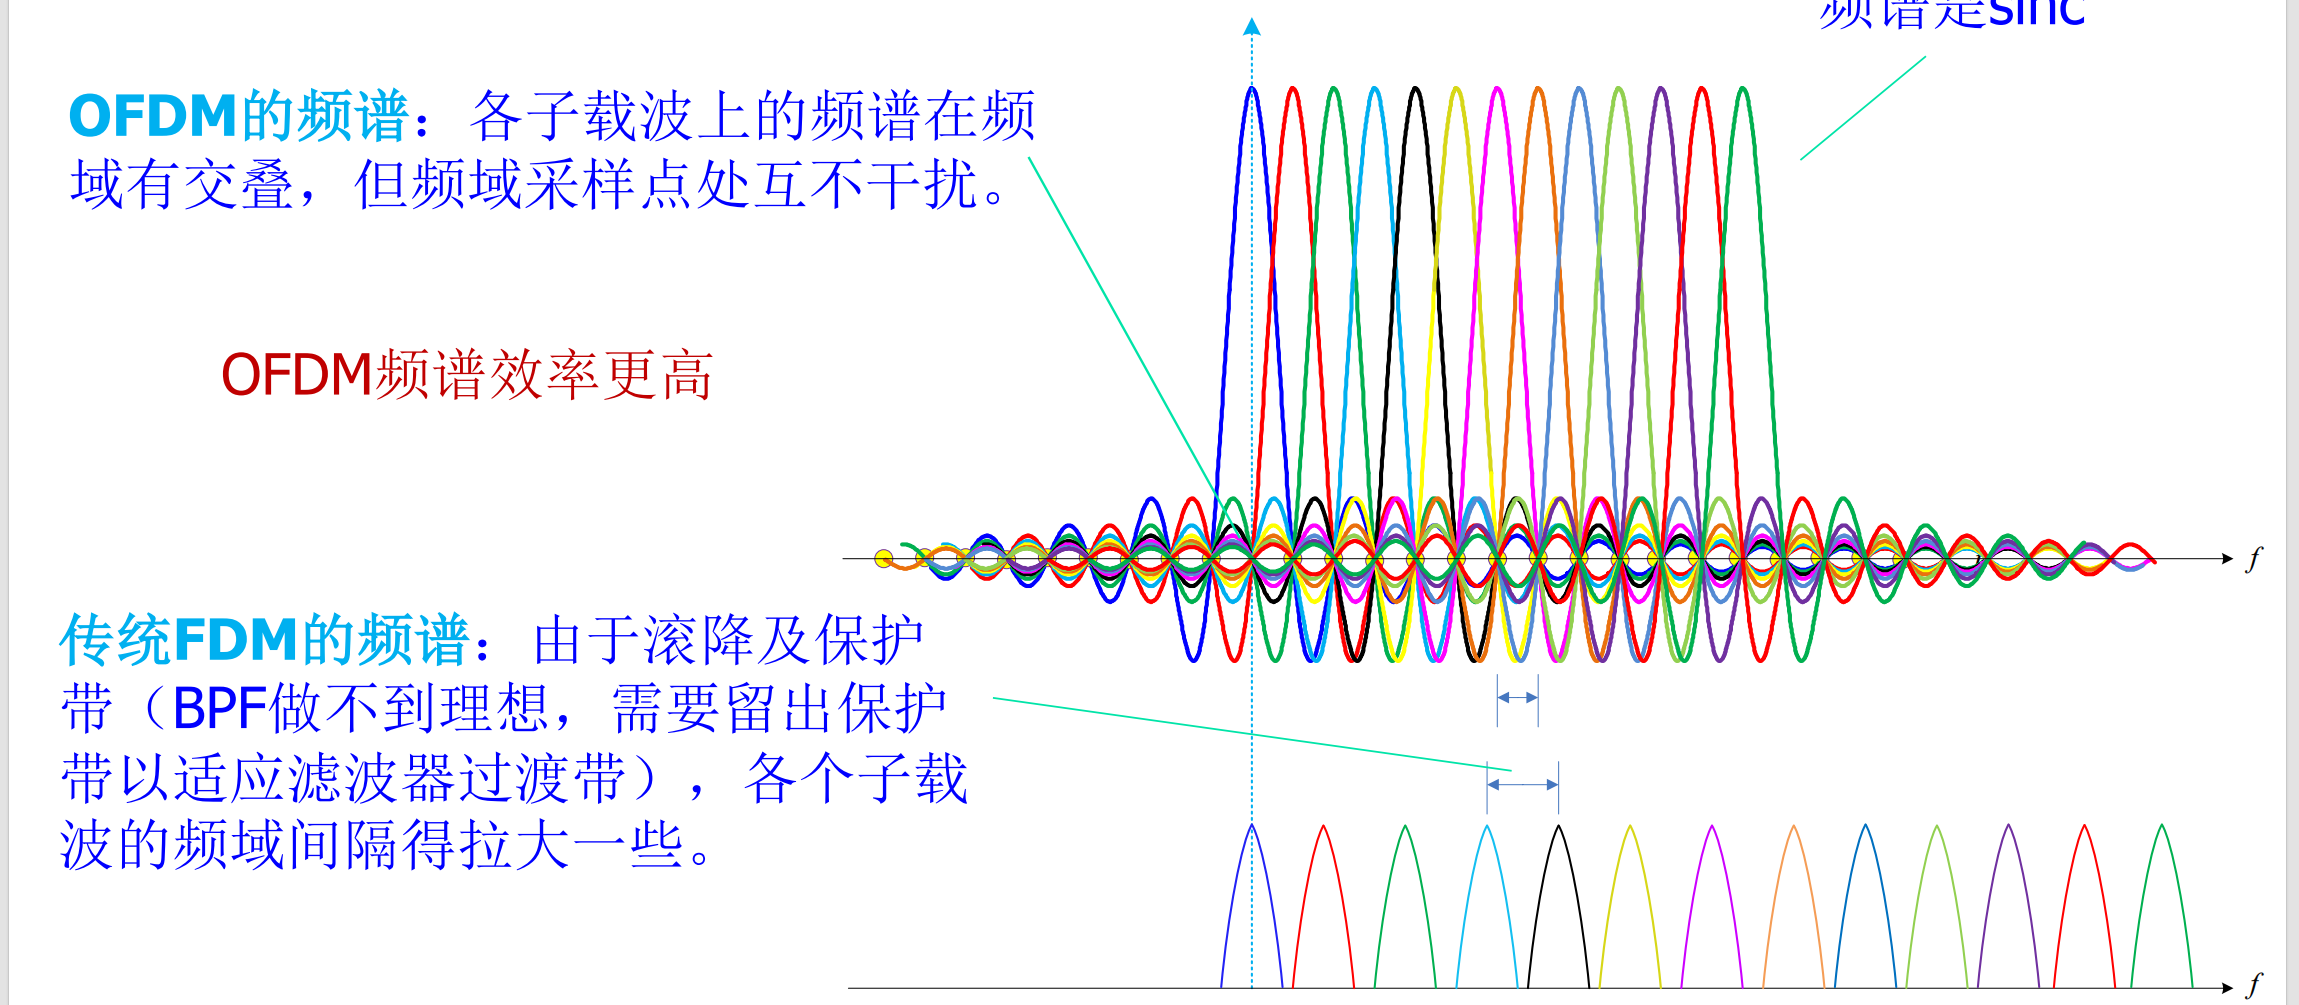 频谱是sinc
OFDM的频谱：各子载波上的频谱在频
域有交叠，但频域采样点处互不干扰。
OFDM频谱效率更高
f
传统FDM的频谱：由于滚降及保护
带（BPF做不到理想，需要留出保护
带以适应滤波器过渡带），各个子载
波的频域间隔得拉大一些。
f